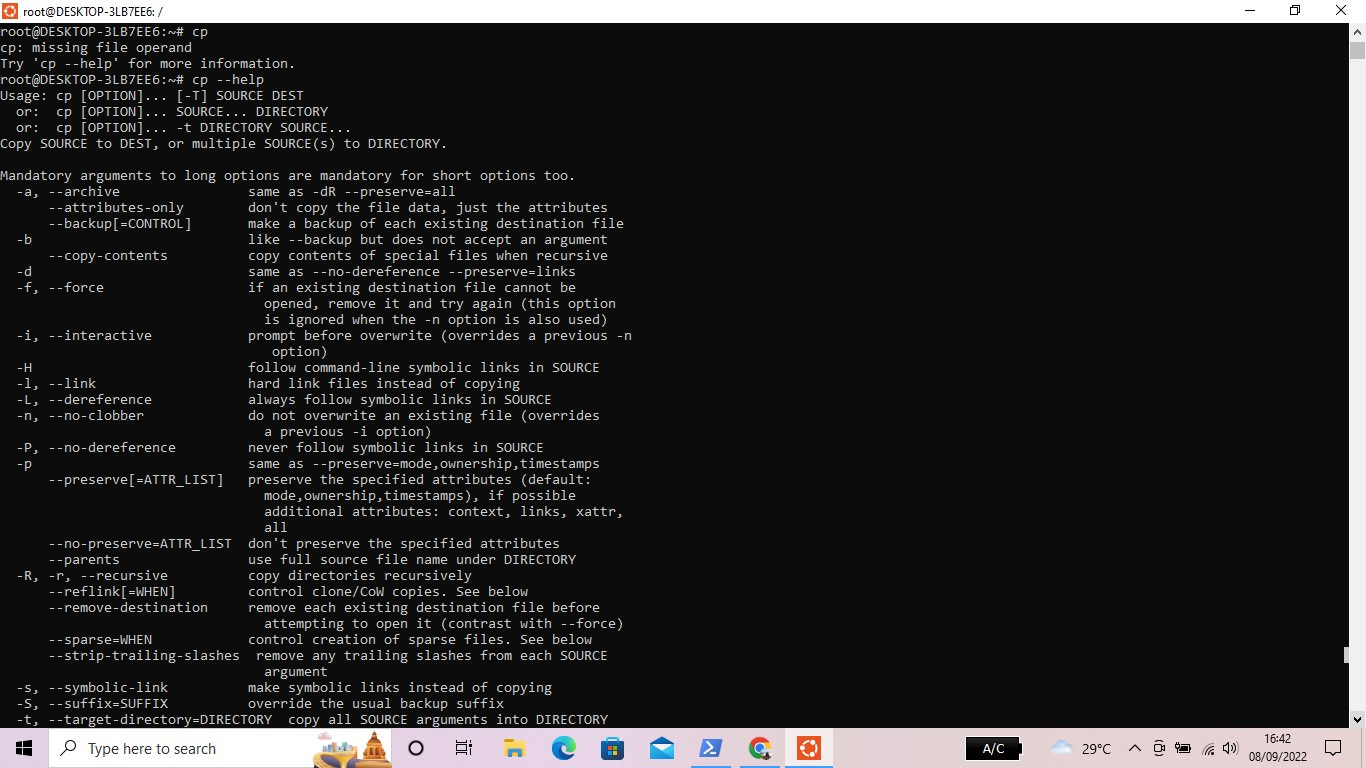 root@DESKTOP-3LB7EE6: /
root@DESKTOP-3LB7EE6:~# cp
cp: missing file operand
Try 'cp --help' for more information.
root@DESKTOP-3LB7EE6:~# cp --help
Usage: cp [OPTION]... [-T] SOURCE DEST
  or:  cp [OPTION]... SOURCE... DIRECTORY
  or:  cp [OPTION]... -t DIRECTORY SOURCE...
Copy SOURCE to DEST, or multiple SOURCE(s) to DIRECTORY.

Mandatory arguments to long options are mandatory for short options too.
  -a, --archive                same as -dR --preserve=all
      --attributes-only        don't copy the file data, just the attributes
      --backup[=CONTROL]       make a backup of each existing destination file
  -b                           like --backup but does not accept an argument
      --copy-contents          copy contents of special files when recursive
  -d                           same as --no-dereference --preserve=links
  -f, --force                  if an existing destination file cannot be
                                 opened, remove it and try again (this option
                                 is ignored when the -n option is also used)
  -i, --interactive            prompt before overwrite (overrides a previous -n
                                  option)
  -H                           follow command-line symbolic links in SOURCE
  -l, --link                   hard link files instead of copying
  -L, --dereference            always follow symbolic links in SOURCE
  -n, --no-clobber             do not overwrite an existing file (overrides
                                 a previous -i option)
  -P, --no-dereference         never follow symbolic links in SOURCE
  -p                           same as --preserve=mode,ownership,timestamps
      --preserve[=ATTR_LIST]   preserve the specified attributes (default:
                                 mode,ownership,timestamps), if possible
                                 additional attributes: context, links, xattr,
                                 all
      --no-preserve=ATTR_LIST  don't preserve the specified attributes
      --parents                use full source file name under DIRECTORY
  -R, -r, --recursive          copy directories recursively
      --reflink[=WHEN]         control clone/CoW copies. See below
      --remove-destination     remove each existing destination file before
                                 attempting to open it (contrast with --force)
      --sparse=WHEN            control creation of sparse files. See below
      --strip-trailing-slashes  remove any trailing slashes from each SOURCE
                                 argument
  -s, --symbolic-link          make symbolic links instead of copying
  -S, --suffix=SUFFIX          override the usual backup suffix
  -t, --target-directory=DIRECTORY  copy all SOURCE arguments into DIRECTORY
Type here to search
A/C
29°C
16:42
08/09/2022